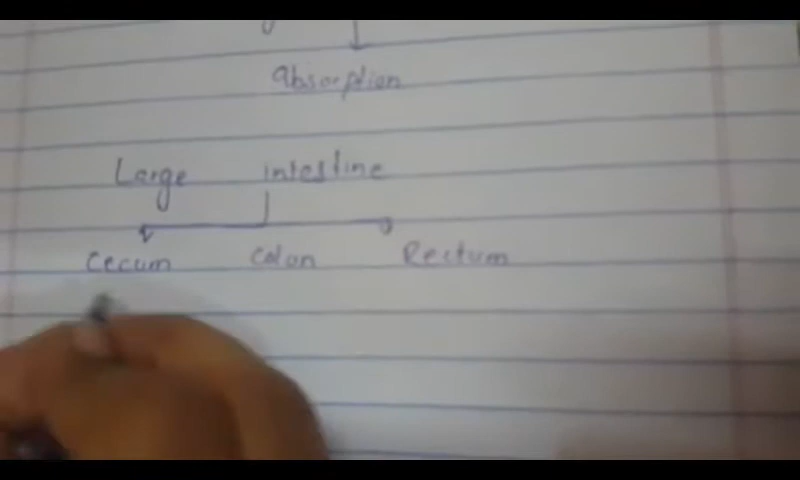 absorption
Large intestine
Cecum Colon Rectum